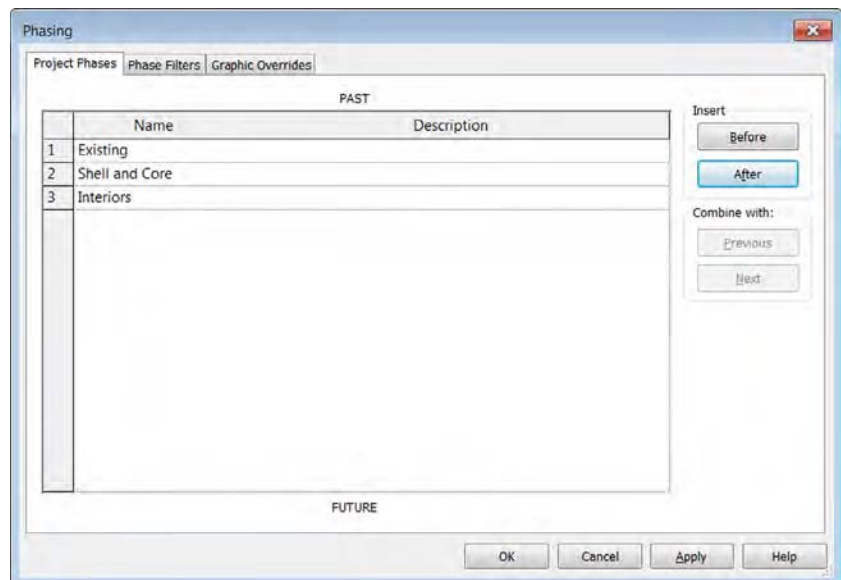 Phasing
Project Phases Phase Filters Graphic Overrides
PAST
Name Description
1 Existing
2 Shell and Core
3 Interiors
FUTURE
Insert
Before
After
Combine with:
Previous
Next
OK Cancel Apply Help